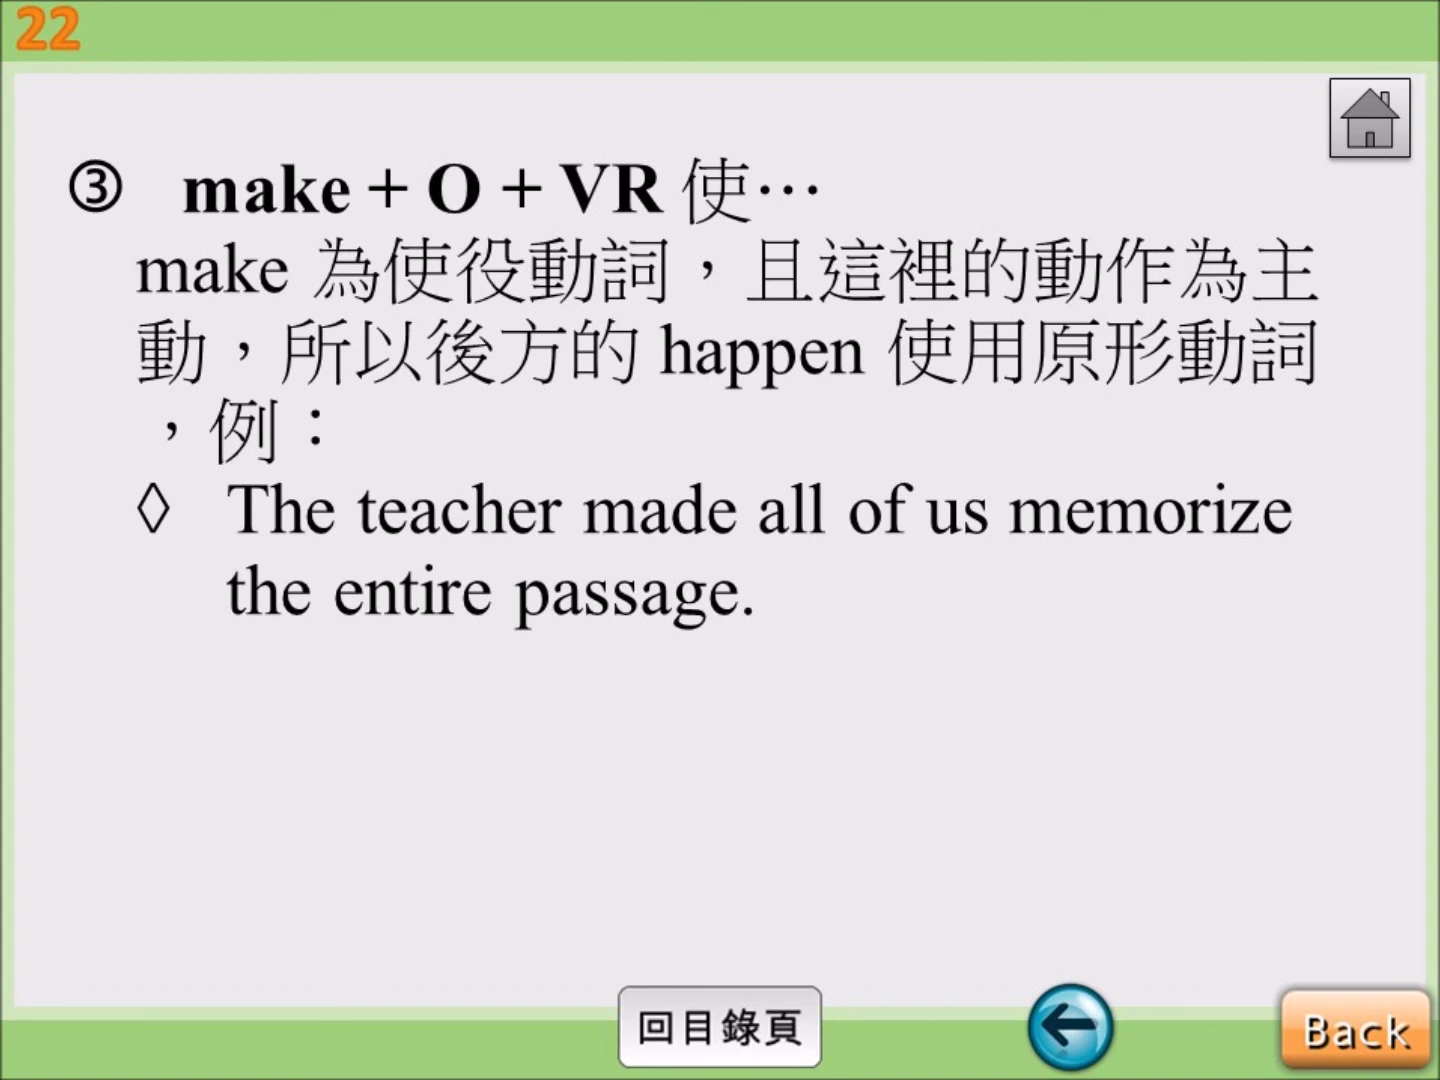 22
③ make + O + VR 使…
make 為使役動詞，且這裡的動作為主
動，所以後方的 happen 使用原形動詞
，例：
◊ The teacher made all of us memorize
the entire passage.
回目錄頁
Back